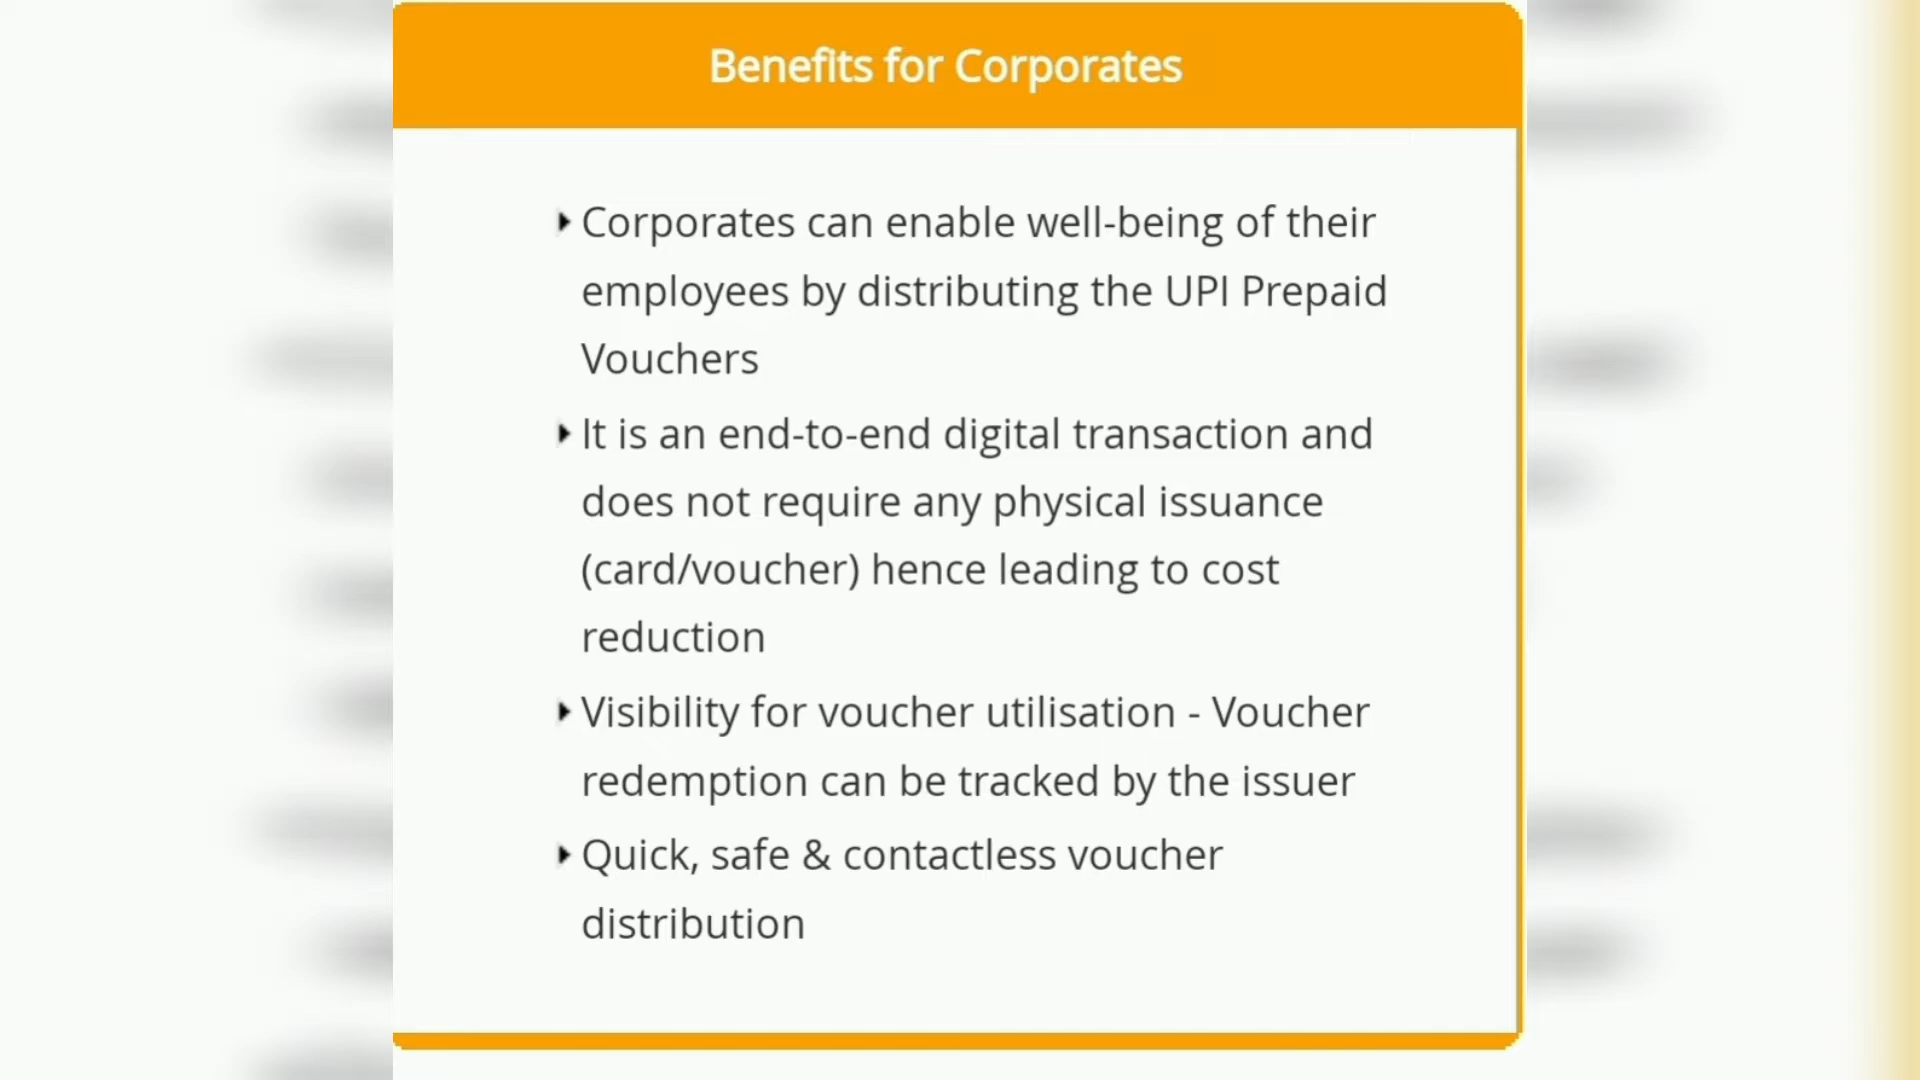 Benefits for Corporates
Corporates can enable well-being of their
employees by distributing the UPI Prepaid
Vouchers
It is an end-to-end digital transaction and
does not require any physical issuance
(card/voucher) hence leading to cost
reduction
Visibility for voucher utilisation - Voucher
redemption can be tracked by the issuer
Quick, safe & contactless voucher
distribution